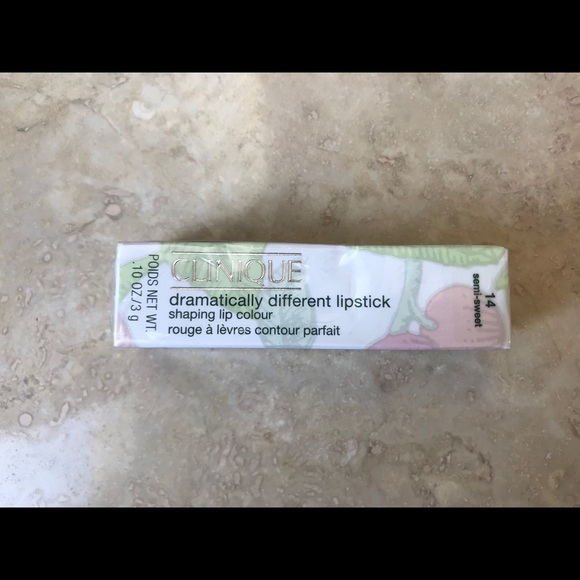 POIDS NET WT.
.10 OZ/3 g
CLINIQUE
dramatically different lipstick
shaping lip colour
rouge à lèvres contour parfait
14
semi-sweet